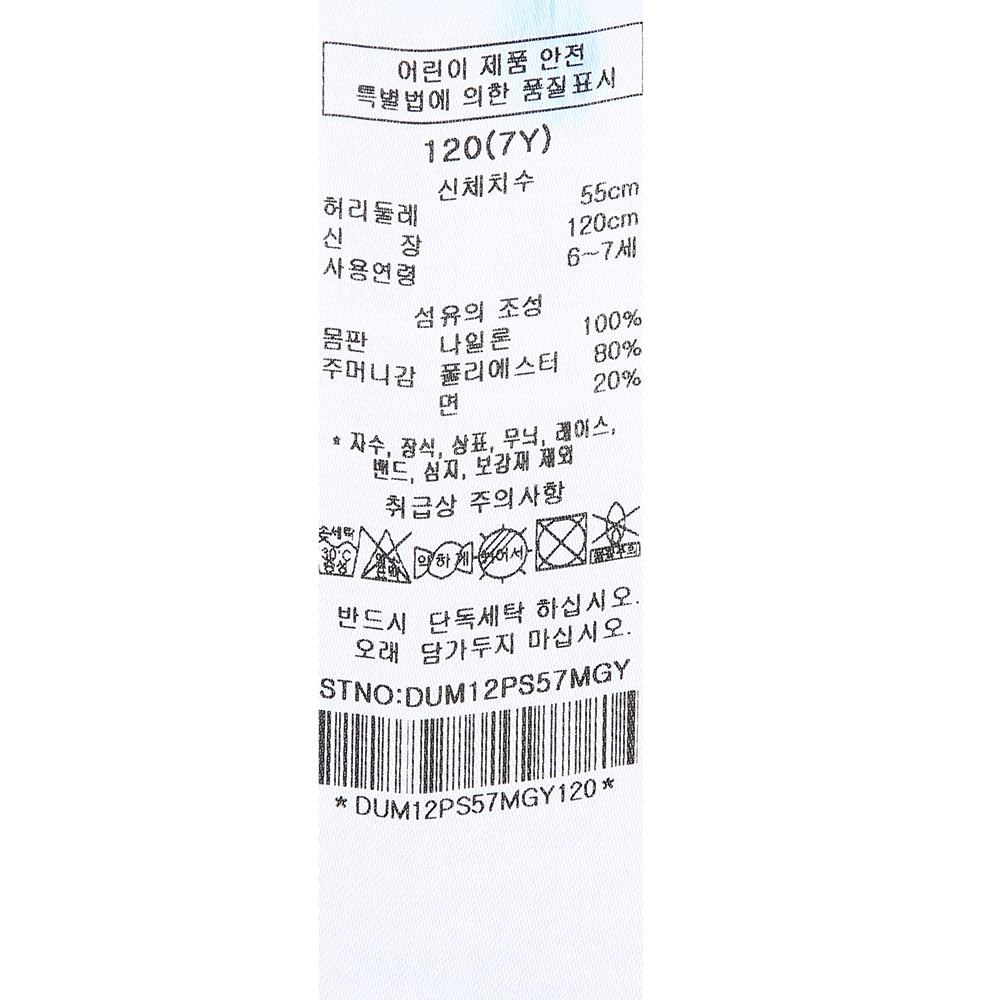 어린이 제품 안전
특별법에 의한 품질표시
120(7Y)
신체치수
허리둘레 55cm
신 장 120cm
사용연령 6~7세
섬유의 조성
몸판 나일론 100%
주머니감 폴리에스터 80%
면 20%
* 자수, 장식, 상표, 무늬, 레이스,
밴드, 심지, 보강재 제외
취급상 주의사항
손세탁
30℃
중성
약하게
뉘어서
반드시 단독세탁 하십시오.
오래 담가두지 마십시오.
STNO:DUM12PS57MGY
*DUM12PS57MGY120*